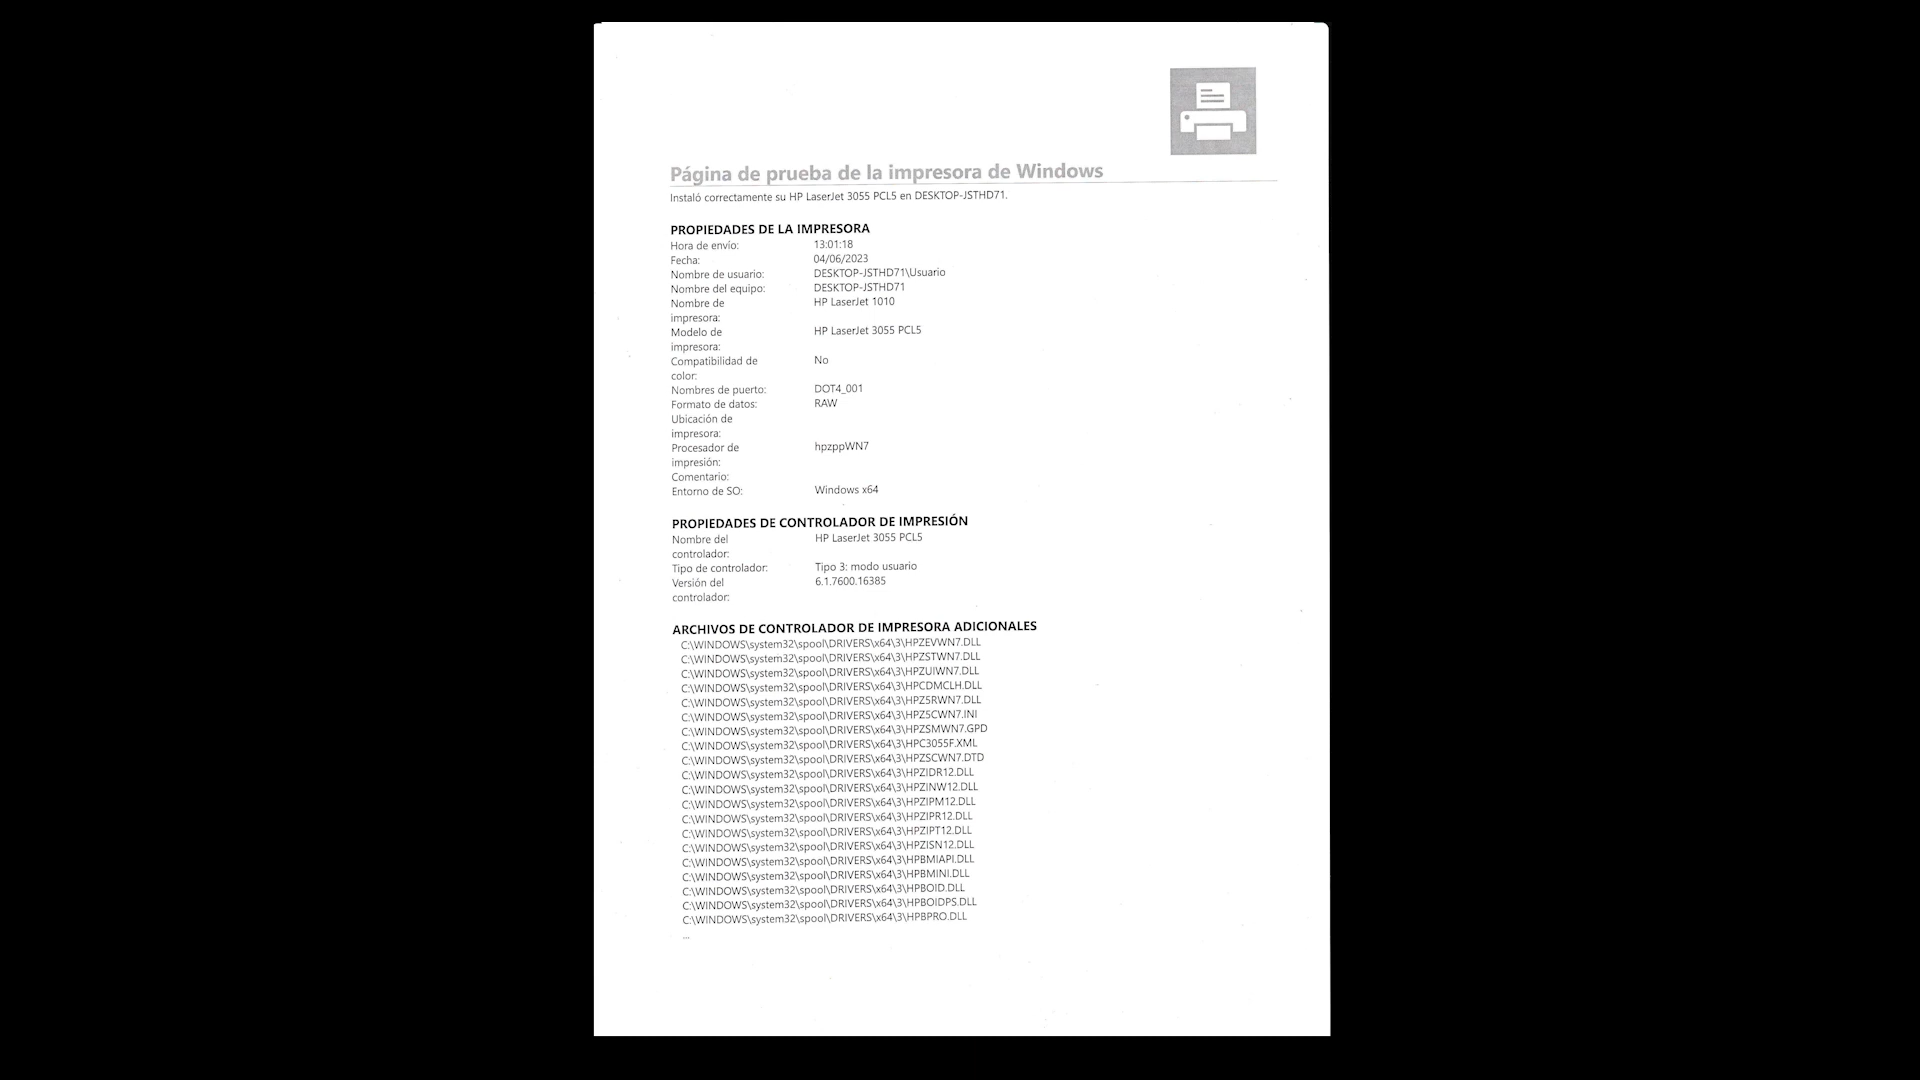 Página de prueba de la impresora de Windows
Instaló correctamente su HP LaserJet 3055 PCL5 en DESKTOP-JSTHD71.
PROPIEDADES DE LA IMPRESORA
Hora de envío: 13:01:18
Fecha: 04/06/2023
Nombre de usuario: DESKTOP-JSTHD71\Usuario
Nombre del equipo: DESKTOP-JSTHD71
Nombre de HP LaserJet 1010
impresora:
Modelo de HP LaserJet 3055 PCL5
impresora:
Compatibilidad de No
color:
Nombres de puerto: DOT4_001
Formato de datos: RAW
Ubicación de
impresora:
Procesador de hpzppWN7
impresión:
Comentario:
Entorno de SO: Windows x64
PROPIEDADES DE CONTROLADOR DE IMPRESIÓN
Nombre del HP LaserJet 3055 PCL5
controlador:
Tipo de controlador: Tipo 3: modo usuario
Versión del 6.1.7600.16385
controlador:
ARCHIVOS DE CONTROLADOR DE IMPRESORA ADICIONALES
C:\WINDOWS\system32\spool\DRIVERS\x64\3\HPZEVWN7.DLL
C:\WINDOWS\system32\spool\DRIVERS\x64\3\HPZSTWN7.DLL
C:\WINDOWS\system32\spool\DRIVERS\x64\3\HPZUIWN7.DLL
C:\WINDOWS\system32\spool\DRIVERS\x64\3\HPCDMCLH.DLL
C:\WINDOWS\system32\spool\DRIVERS\x64\3\HPZ5RWN7.DLL
C:\WINDOWS\system32\spool\DRIVERS\x64\3\HPZ5CWN7.INI
C:\WINDOWS\system32\spool\DRIVERS\x64\3\HPZSMWN7.GPD
C:\WINDOWS\system32\spool\DRIVERS\x64\3\HPC3055F.XML
C:\WINDOWS\system32\spool\DRIVERS\x64\3\HPZSCWN7.DTD
C:\WINDOWS\system32\spool\DRIVERS\x64\3\HPZIDR12.DLL
C:\WINDOWS\system32\spool\DRIVERS\x64\3\HPZINW12.DLL
C:\WINDOWS\system32\spool\DRIVERS\x64\3\HPZIPM12.DLL
C:\WINDOWS\system32\spool\DRIVERS\x64\3\HPZIPR12.DLL
C:\WINDOWS\system32\spool\DRIVERS\x64\3\HPZIPT12.DLL
C:\WINDOWS\system32\spool\DRIVERS\x64\3\HPZISN12.DLL
C:\WINDOWS\system32\spool\DRIVERS\x64\3\HPBMIAPI.DLL
C:\WINDOWS\system32\spool\DRIVERS\x64\3\HPBMINI.DLL
C:\WINDOWS\system32\spool\DRIVERS\x64\3\HPBOID.DLL
C:\WINDOWS\system32\spool\DRIVERS\x64\3\HPBOIDPS.DLL
C:\WINDOWS\system32\spool\DRIVERS\x64\3\HPBPRO.DLL
...